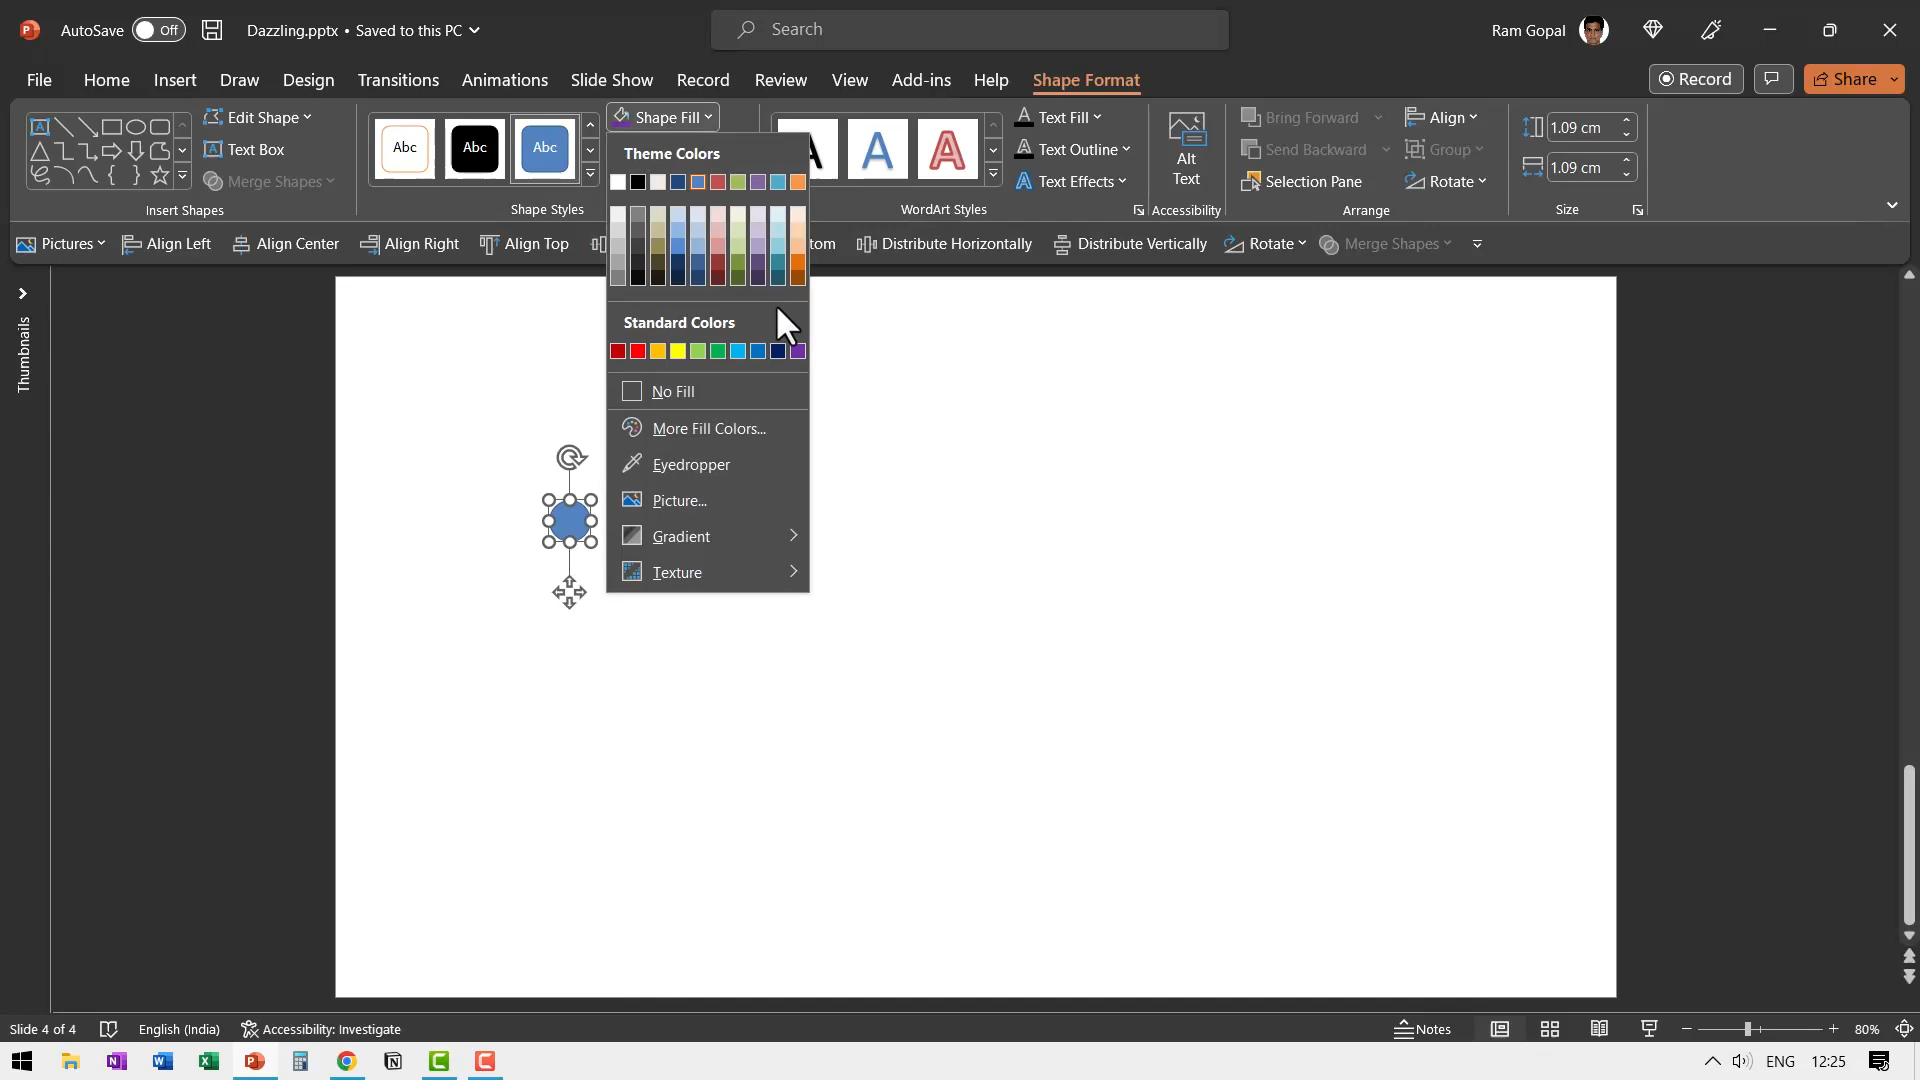 AutoSave Off Dazzling.pptx • Saved to this PC Search Ram Gopal
File Home Insert Draw Design Transitions Animations Slide Show Record Review View Add-ins Help Shape Format Record Share
Edit Shape
Text Box
Merge Shapes
Insert Shapes
Abc Abc Abc
Shape Styles
Shape Fill
Theme Colors
Standard Colors
No Fill
More Fill Colors...
Eyedropper
Picture...
Gradient
Texture
A A A
WordArt Styles
Text Fill
Text Outline
Text Effects
Alt
Text
Accessibility
Bring Forward
Send Backward
Selection Pane
Align
Group
Rotate
Arrange
1.09 cm
1.09 cm
Size
Pictures Align Left Align Center Align Right Align Top tom Distribute Horizontally Distribute Vertically Rotate Merge Shapes
Thumbnails
Slide 4 of 4 English (India) Accessibility: Investigate Notes 80%
ENG 12:25